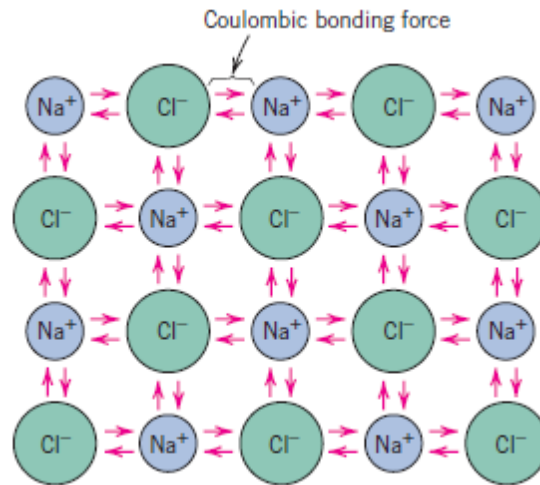 Coulombic bonding force
Na⁺ Cl⁻ Na⁺ Cl⁻ Na⁺
Cl⁻ Na⁺ Cl⁻ Na⁺ Cl⁻
Na⁺ Cl⁻ Na⁺ Cl⁻ Na⁺
Cl⁻ Na⁺ Cl⁻ Na⁺ Cl⁻